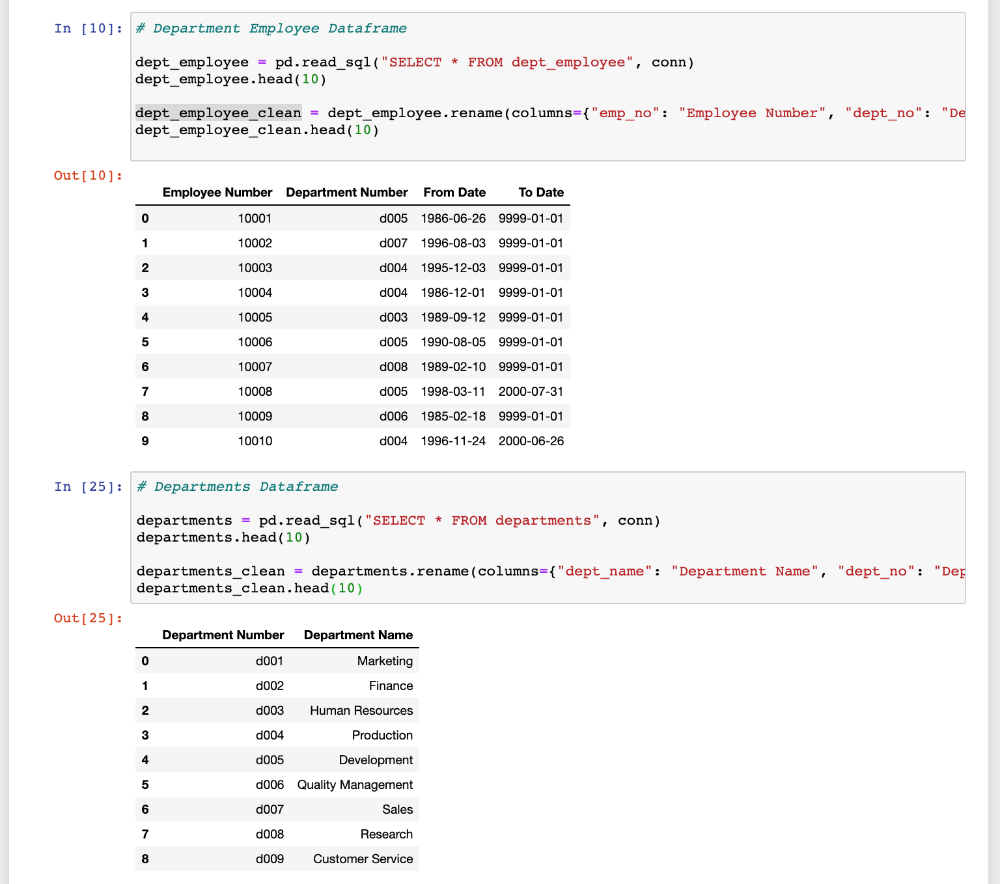 In [10]:
# Department Employee Dataframe
dept_employee = pd.read_sql("SELECT * FROM dept_employee", conn)
dept_employee.head(10)
dept_employee_clean = dept_employee.rename(columns={"emp_no": "Employee Number", "dept_no": "De
dept_employee_clean.head(10)
Out[10]:
Employee Number Department Number From Date To Date
0 10001 d005 1986-06-26 9999-01-01
1 10002 d007 1996-08-03 9999-01-01
2 10003 d004 1995-12-03 9999-01-01
3 10004 d004 1986-12-01 9999-01-01
4 10005 d003 1989-09-12 9999-01-01
5 10006 d005 1990-08-05 9999-01-01
6 10007 d008 1989-02-10 9999-01-01
7 10008 d005 1998-03-11 2000-07-31
8 10009 d006 1985-02-18 9999-01-01
9 10010 d004 1996-11-24 2000-06-26
In [25]:
# Departments Dataframe
departments = pd.read_sql("SELECT * FROM departments", conn)
departments.head(10)
departments_clean = departments.rename(columns={"dept_name": "Department Name", "dept_no": "Dep
departments_clean.head(10)
Out[25]:
Department Number Department Name
0 d001 Marketing
1 d002 Finance
2 d003 Human Resources
3 d004 Production
4 d005 Development
5 d006 Quality Management
6 d007 Sales
7 d008 Research
8 d009 Customer Service